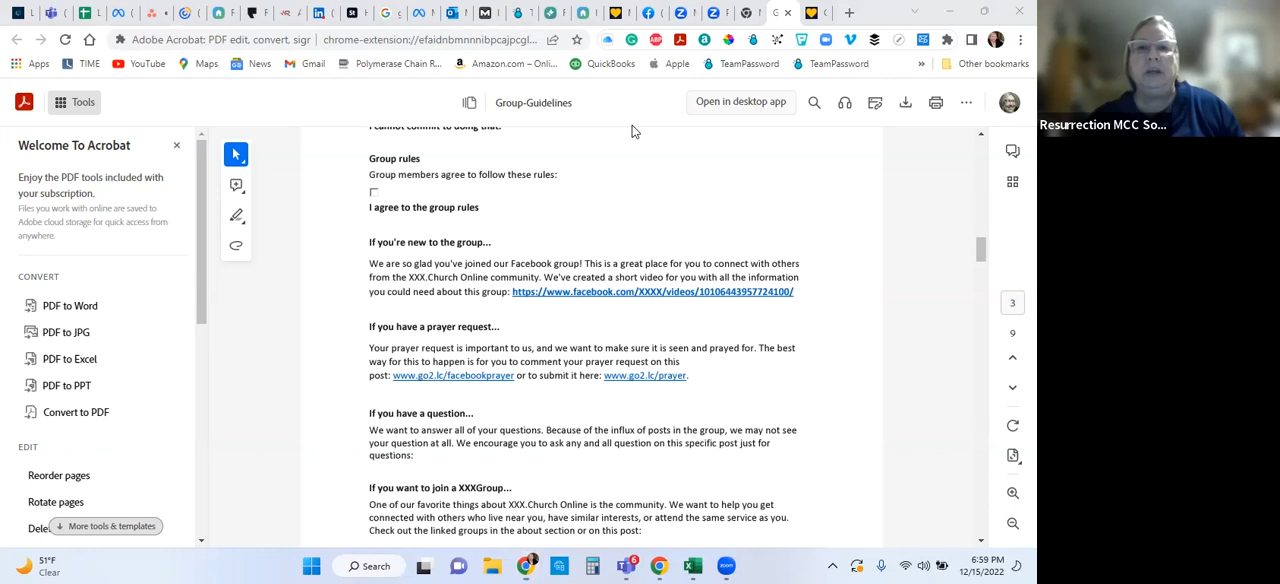 Adobe Acrobat: PDF edit, convert, sigr
chrome-extension://efaidnbmnnnibpcajpcgl...
Apps
TIME
YouTube
Maps
News
Gmail
Polymerase Chain R...
Amazon.com – Onli...
QuickBooks
Apple
TeamPassword
TeamPassword
»
Other bookmarks
Tools
Group-Guidelines
Open in desktop app
Resurrection MCC So...
Welcome To Acrobat
Enjoy the PDF tools included with
your subscription.
Files you work with online are saved to
Adobe cloud storage for quick access from
anywhere.
CONVERT
PDF to Word
PDF to JPG
PDF to Excel
PDF to PPT
Convert to PDF
EDIT
Reorder pages
Rotate pages
Dele
More tools & templates
I cannot commit to doing that.
Group rules
Group members agree to follow these rules:
I agree to the group rules
If you're new to the group...
We are so glad you've joined our Facebook group! This is a great place for you to connect with others
from the XXX.Church Online community. We've created a short video for you with all the information
you could need about this group: https://www.facebook.com/XXXX/videos/10106443957724100/
If you have a prayer request...
Your prayer request is important to us, and we want to make sure it is seen and prayed for. The best
way for this to happen is for you to comment your prayer request on this
post: www.go2.lc/facebookprayer or to submit it here: www.go2.lc/prayer.
If you have a question...
We want to answer all of your questions. Because of the influx of posts in the group, we may not see
your question at all. We encourage you to ask any and all question on this specific post just for
questions:
If you want to join a XXXGroup...
One of our favorite things about XXX.Church Online is the community. We want to help you get
connected with others who live near you, have similar interests, or attend the same service as you.
Check out the linked groups in the about section or on this post:
3
9
51°F
Clear
Search
6
zoom
6:59 PM
12/15/2022